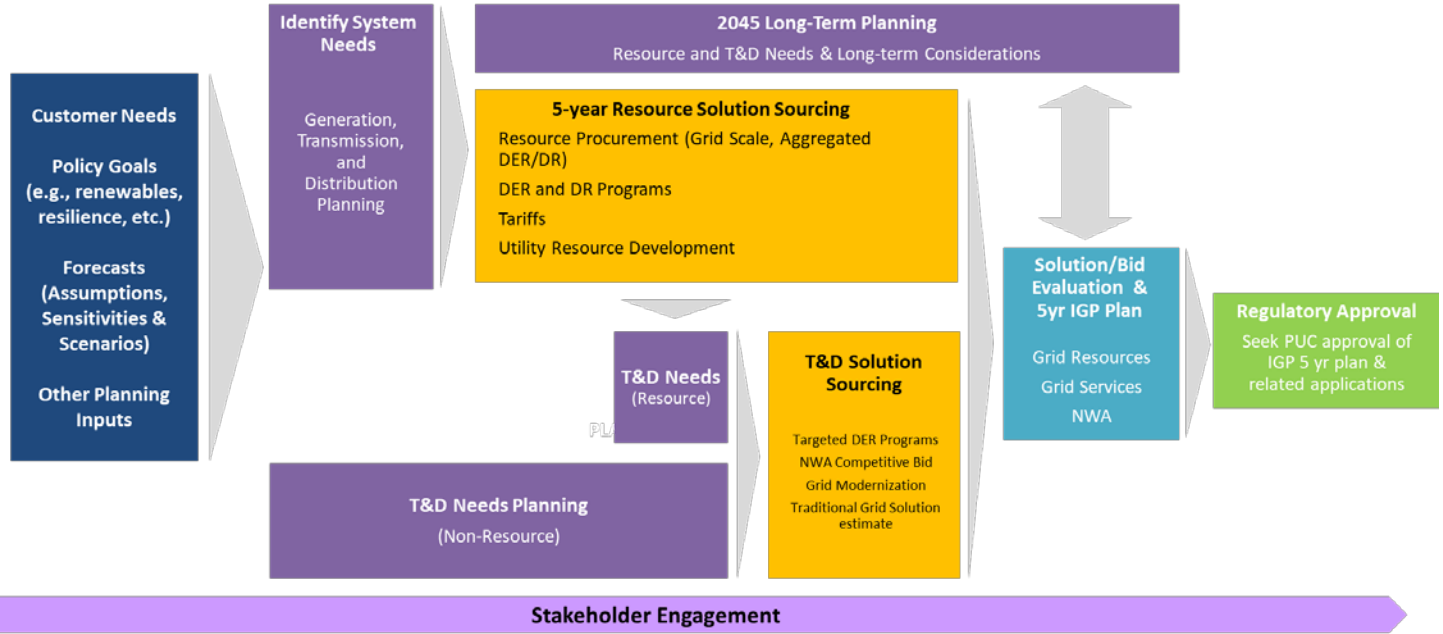 Customer Needs
Policy Goals
(e.g., renewables,
resilience, etc.)
Forecasts
(Assumptions,
Sensitivities &
Scenarios)
Other Planning
Inputs
Identify System
Needs
Generation,
Transmission,
and
Distribution
Planning
2045 Long-Term Planning
Resource and T&D Needs & Long-term Considerations
5-year Resource Solution Sourcing
Resource Procurement (Grid Scale, Aggregated
DER/DR)
DER and DR Programs
Tariffs
Utility Resource Development
T&D Needs
(Resource)
T&D Needs Planning
(Non-Resource)
T&D Solution
Sourcing
Targeted DER Programs
NWA Competitive Bid
Grid Modernization
Traditional Grid Solution
estimate
Solution/Bid
Evaluation &
5yr IGP Plan
Grid Resources
Grid Services
NWA
Regulatory Approval
Seek PUC approval of
IGP 5 yr plan &
related applications
Stakeholder Engagement